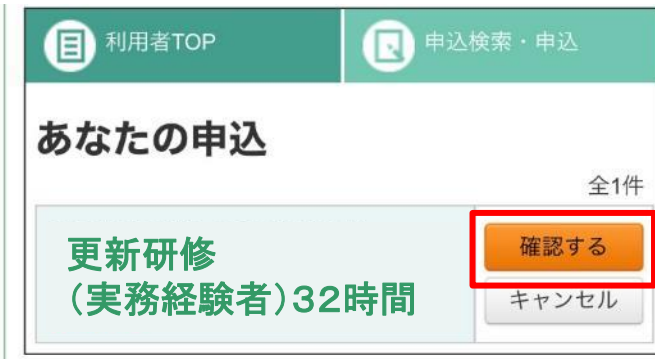 利用者TOP
申込検索・申込
あなたの申込
全1件
更新研修
(実務経験者)32時間
確認する
キャンセル